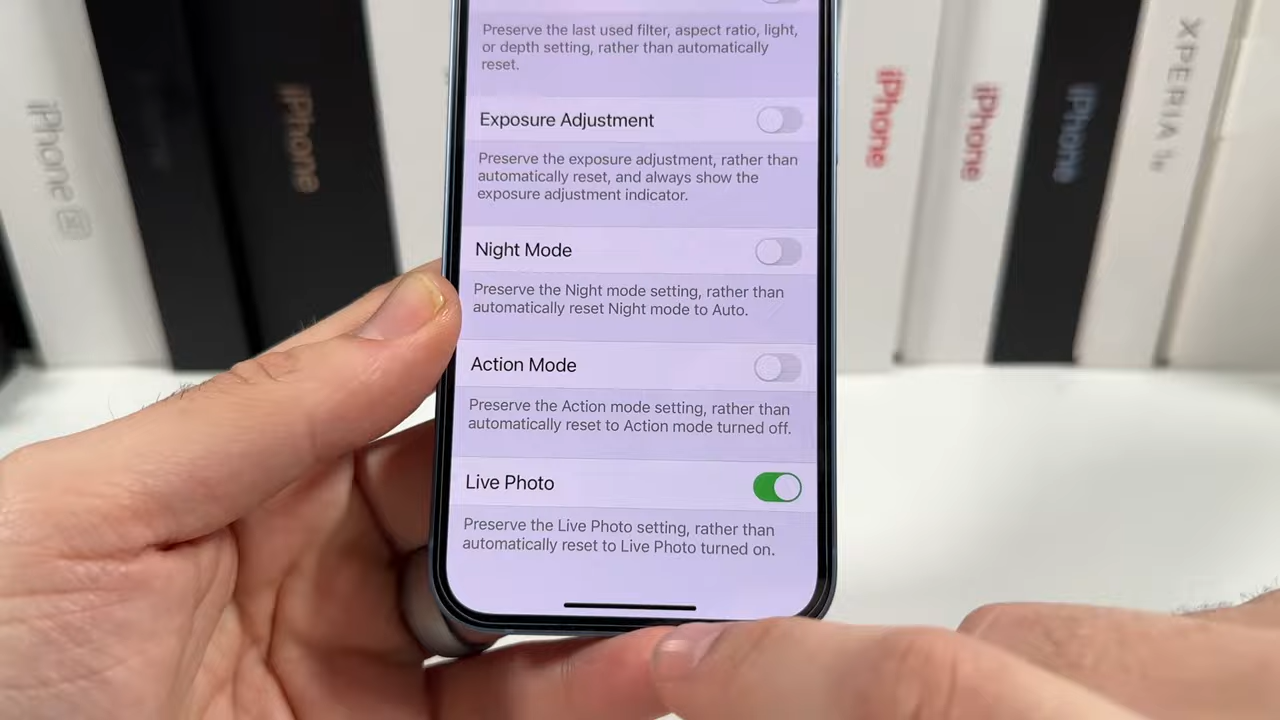 Preserve the last used filter, aspect ratio, light,
or depth setting, rather than automatically
reset.
Exposure Adjustment
Preserve the exposure adjustment, rather than
automatically reset, and always show the
exposure adjustment indicator.
Night Mode
Preserve the Night mode setting, rather than
automatically reset Night mode to Auto.
Action Mode
Preserve the Action mode setting, rather than
automatically reset to Action mode turned off.
Live Photo
Preserve the Live Photo setting, rather than
automatically reset to Live Photo turned on.
iPhone
iPhone
iPhone
iPhone
iPhone
XPERIA